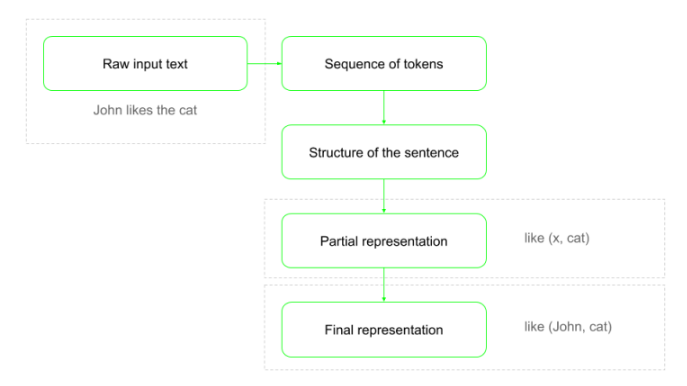 Raw input text
Sequence of tokens
John likes the cat
Structure of the sentence
Partial representation
like (x, cat)
Final representation
like (John, cat)